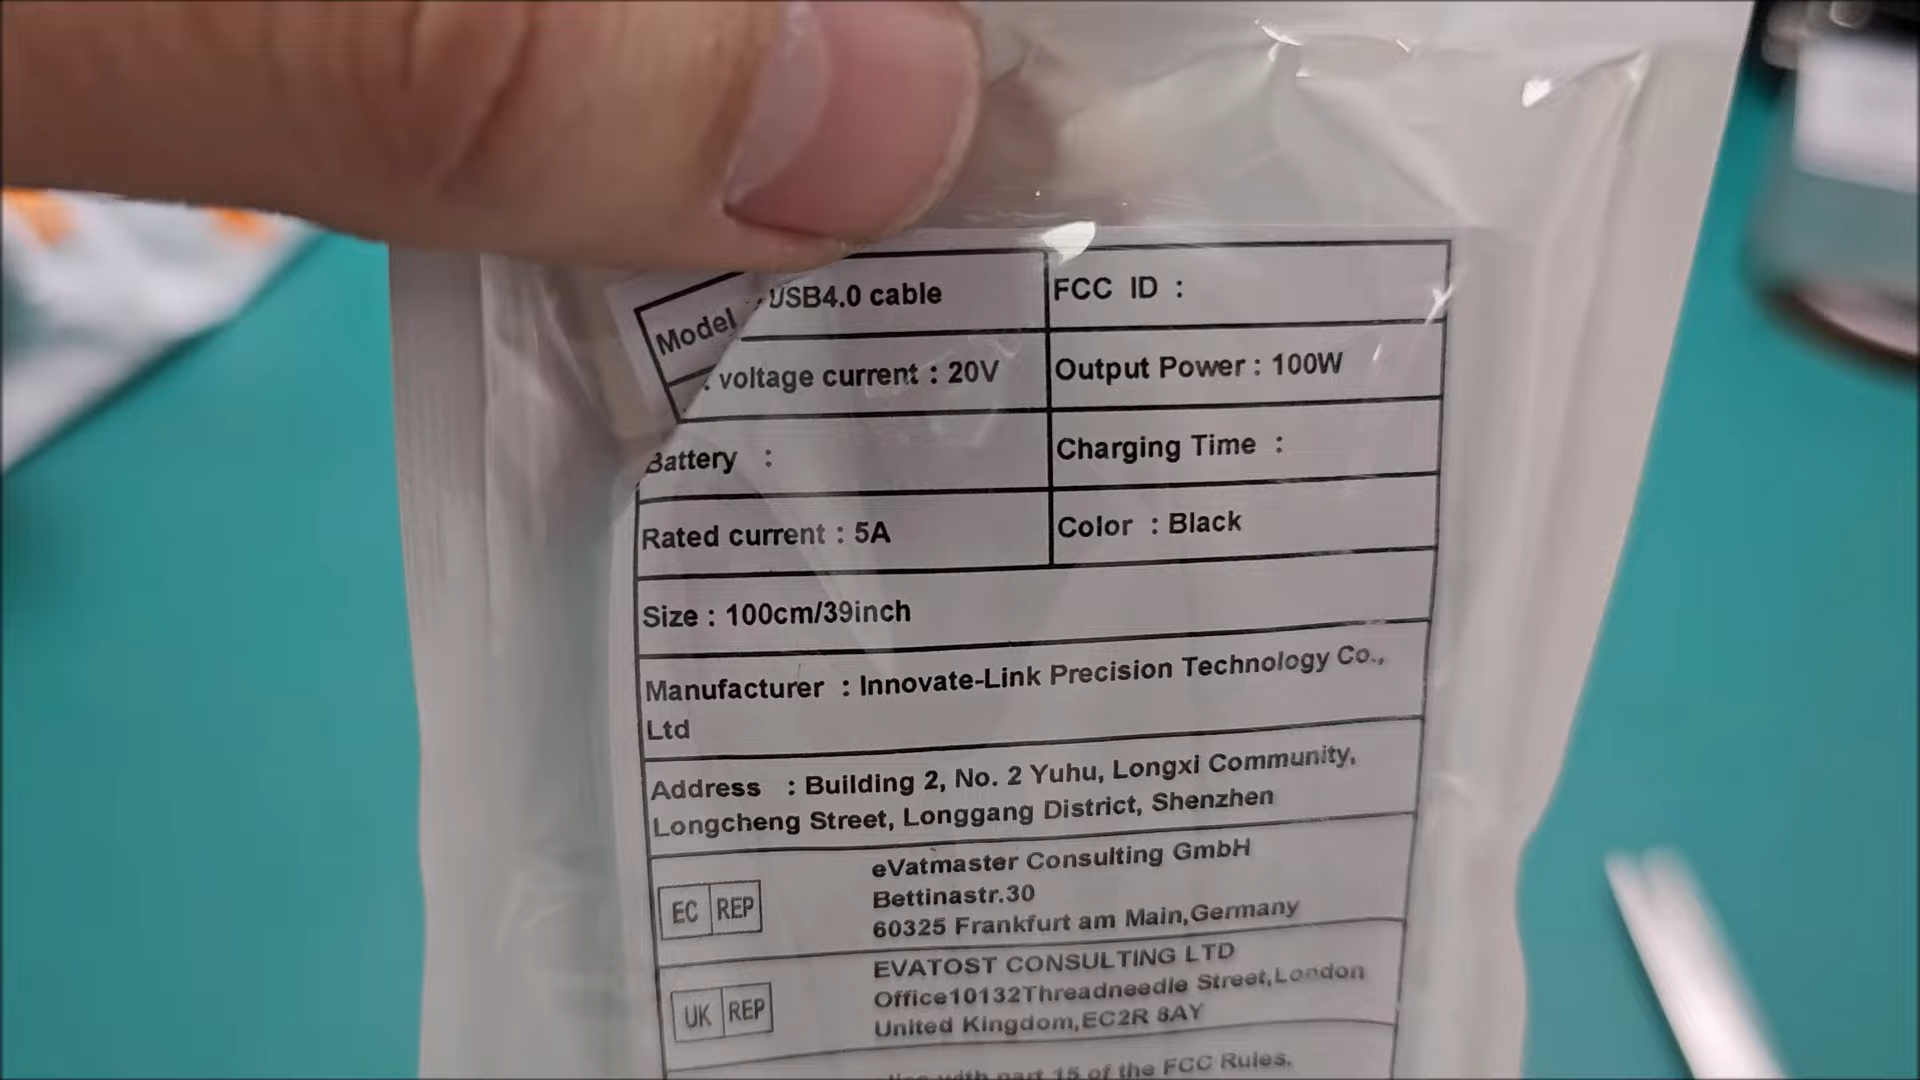 Model USB4.0 cable
FCC ID :
voltage current : 20V
Output Power : 100W
Battery :
Charging Time :
Rated current : 5A
Color : Black
Size : 100cm/39inch
Manufacturer : Innovate-Link Precision Technology Co.,
Ltd
Address : Building 2, No. 2 Yuhu, Longxi Community,
Longcheng Street, Longgang District, Shenzhen
EC REP
eVatmaster Consulting GmbH
Bettinastr.30
60325 Frankfurt am Main,Germany
UK REP
EVATOST CONSULTING LTD
Office10132Threadneedle Street,London
United Kingdom,EC2R 8AY
with part 15 of the FCC Rules.